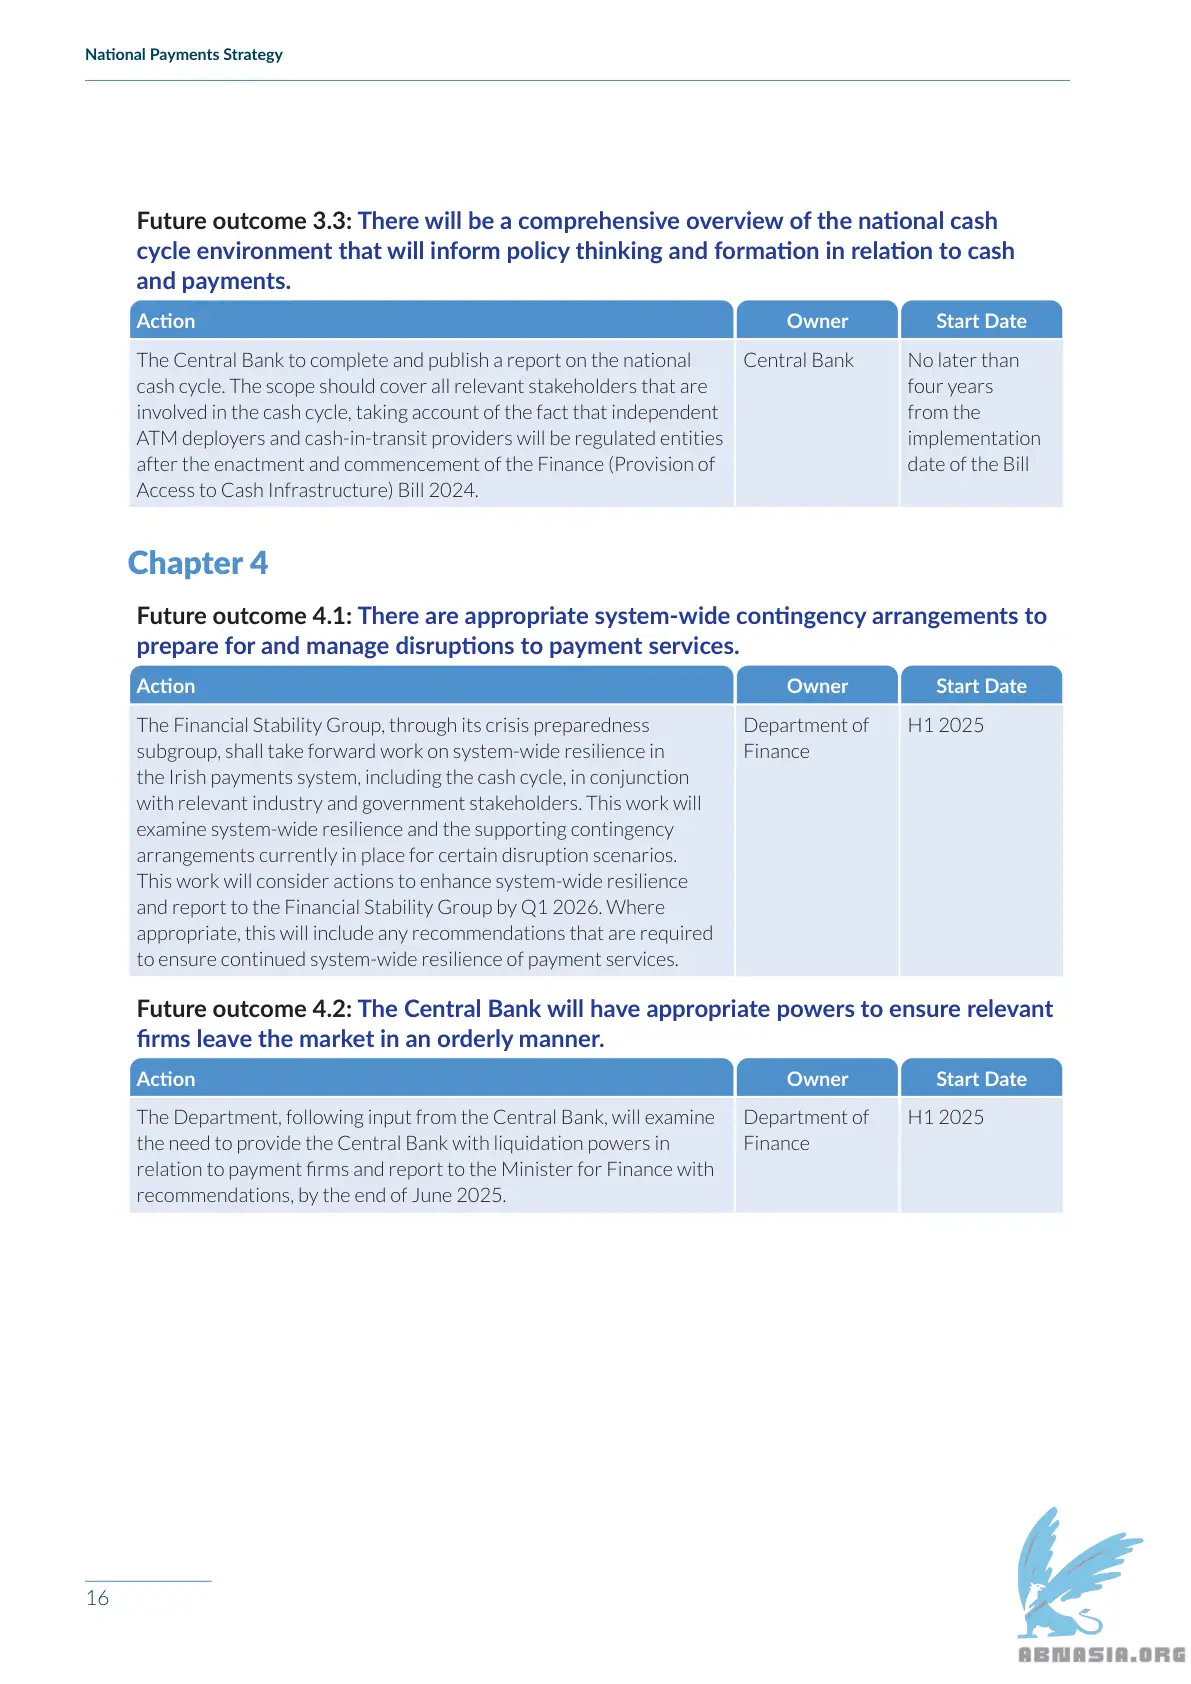 National Payments Strategy
Future outcome 3.3: There will be a comprehensive overview of the national cash
cycle environment that will inform policy thinking and formation in relation to cash
and payments.
Action Owner Start Date
The Central Bank to complete and publish a report on the national
cash cycle. The scope should cover all relevant stakeholders that are
involved in the cash cycle, taking account of the fact that independent
ATM deployers and cash-in-transit providers will be regulated entities
after the enactment and commencement of the Finance (Provision of
Access to Cash Infrastructure) Bill 2024.
Central Bank
No later than
four years
from the
implementation
date of the Bill
Chapter 4
Future outcome 4.1: There are appropriate system-wide contingency arrangements to
prepare for and manage disruptions to payment services.
Action Owner Start Date
The Financial Stability Group, through its crisis preparedness
subgroup, shall take forward work on system-wide resilience in
the Irish payments system, including the cash cycle, in conjunction
with relevant industry and government stakeholders. This work will
examine system-wide resilience and the supporting contingency
arrangements currently in place for certain disruption scenarios.
This work will consider actions to enhance system-wide resilience
and report to the Financial Stability Group by Q1 2026. Where
appropriate, this will include any recommendations that are required
to ensure continued system-wide resilience of payment services.
Department of
Finance
H1 2025
Future outcome 4.2: The Central Bank will have appropriate powers to ensure relevant
firms leave the market in an orderly manner.
Action Owner Start Date
The Department, following input from the Central Bank, will examine
the need to provide the Central Bank with liquidation powers in
relation to payment firms and report to the Minister for Finance with
recommendations, by the end of June 2025.
Department of
Finance
H1 2025
16
ABNASIA.ORG